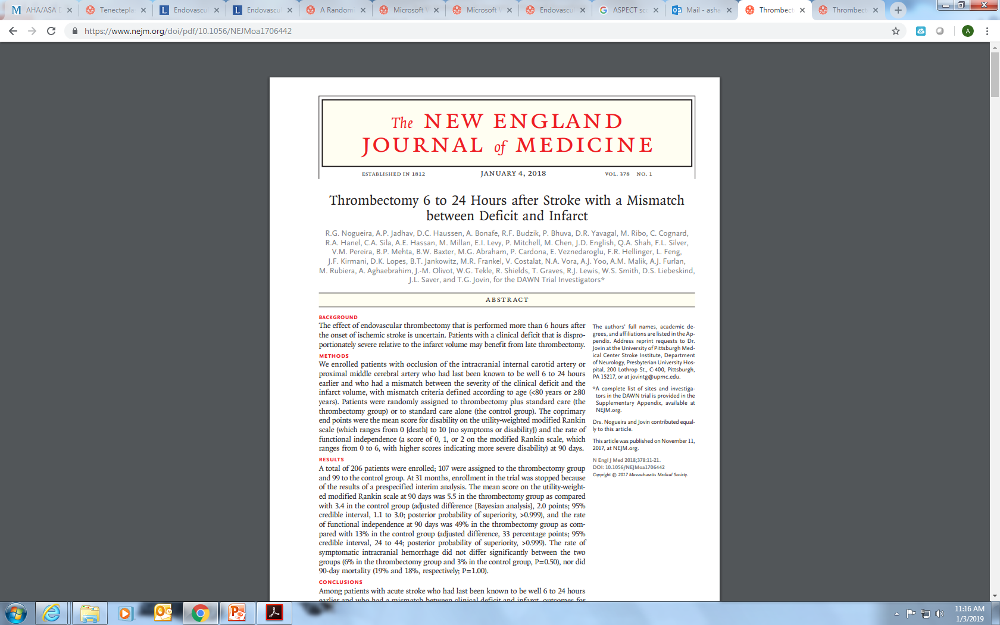 AHA/ASA
Tenectepla
Endovascu
Endovascu
A Random
Microsoft
Microsoft
Endovascu
ASPECT sc
Mail - asha
Thrombect
Thrombect
https://www.nejm.org/doi/pdf/10.1056/NEJMoa1706442
A
The NEW ENGLAND
JOURNAL of MEDICINE
ESTABLISHED IN 1812
JANUARY 4, 2018
VOL. 378 NO. 1
Thrombectomy 6 to 24 Hours after Stroke with a Mismatch
between Deficit and Infarct
R.G. Nogueira, A.P. Jadhav, D.C. Haussen, A. Bonafe, R.F. Budzik, P. Bhuva, D.R. Yavagal, M. Ribo, C. Cognard,
R.A. Hanel, C.A. Sila, A.E. Hassan, M. Millan, E.I. Levy, P. Mitchell, M. Chen, J.D. English, Q.A. Shah, F.L. Silver,
V.M. Pereira, B.P. Mehta, B.W. Baxter, M.G. Abraham, P. Cardona, E. Veznedaroglu, F.R. Hellinger, L. Feng,
J.F. Kirmani, D.K. Lopes, B.T. Jankowitz, M.R. Frankel, V. Costalat, N.A. Vora, A.J. Yoo, A.M. Malik, A.J. Furlan,
M. Rubiera, A. Aghaebrahim, J.-M. Olivot, W.G. Tekle, R. Shields, T. Graves, R.J. Lewis, W.S. Smith, D.S. Liebeskind,
J.L. Saver, and T.G. Jovin, for the DAWN Trial Investigators*
ABSTRACT
BACKGROUND
The effect of endovascular thrombectomy that is performed more than 6 hours after
the onset of ischemic stroke is uncertain. Patients with a clinical deficit that is dispro-
portionately severe relative to the infarct volume may benefit from late thrombectomy.
METHODS
We enrolled patients with occlusion of the intracranial internal carotid artery or
proximal middle cerebral artery who had last been known to be well 6 to 24 hours
earlier and who had a mismatch between the severity of the clinical deficit and the
infarct volume, with mismatch criteria defined according to age (<80 years or ≥80
years). Patients were randomly assigned to thrombectomy plus standard care (the
thrombectomy group) or to standard care alone (the control group). The coprimary
end points were the mean score for disability on the utility-weighted modified Rankin
scale (which ranges from 0 [death] to 10 [no symptoms or disability]) and the rate of
functional independence (a score of 0, 1, or 2 on the modified Rankin scale, which
ranges from 0 to 6, with higher scores indicating more severe disability) at 90 days.
RESULTS
A total of 206 patients were enrolled; 107 were assigned to the thrombectomy group
and 99 to the control group. At 31 months, enrollment in the trial was stopped because
of the results of a prespecified interim analysis. The mean score on the utility-weight-
ed modified Rankin scale at 90 days was 5.5 in the thrombectomy group as compared
with 3.4 in the control group (adjusted difference [Bayesian analysis], 2.0 points; 95%
credible interval, 1.1 to 3.0; posterior probability of superiority, >0.999), and the rate
of functional independence at 90 days was 49% in the thrombectomy group as com-
pared with 13% in the control group (adjusted difference, 33 percentage points; 95%
credible interval, 24 to 44; posterior probability of superiority, >0.999). The rate of
symptomatic intracranial hemorrhage did not differ significantly between the two
groups (6% in the thrombectomy group and 3% in the control group, P=0.50), nor did
90-day mortality (19% and 18%, respectively; P=1.00).
CONCLUSIONS
Among patients with acute stroke who had last been known to be well 6 to 24 hours
earlier and who had a mismatch between clinical deficit and infarct, outcomes for
The authors' full names, academic de-
grees, and affiliations are listed in the Ap-
pendix. Address reprint requests to Dr.
Jovin at the University of Pittsburgh Med-
ical Center Stroke Institute, Department
of Neurology, Presbyterian University Hos-
pital, 200 Lothrop St., C-400, Pittsburgh,
PA 15217, or at jovintg@upmc.edu.
*A complete list of sites and investiga-
tors in the DAWN trial is provided in the
Supplementary Appendix, available at
NEJM.org.
Drs. Nogueira and Jovin contributed equal-
ly to this article.
This article was published on November 11,
2017, at NEJM.org.
N Engl J Med 2018;378:11-21.
DOI: 10.1056/NEJMoa1706442
Copyright © 2017 Massachusetts Medical Society.
11:16 AM
1/3/2019